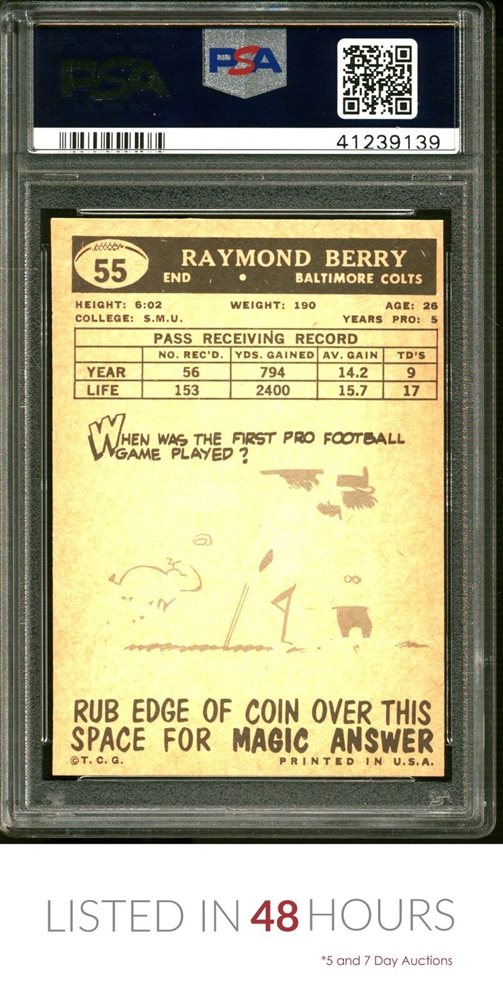 PSA
PSA
41239139
55
RAYMOND BERRY
END • BALTIMORE COLTS
HEIGHT: 6:02 WEIGHT: 190 AGE: 26
COLLEGE: S.M.U. YEARS PRO: 5
PASS RECEIVING RECORD
NO. REC'D. YDS. GAINED AV. GAIN TD'S
YEAR 56 794 14.2 9
LIFE 153 2400 15.7 17
WHEN WAS THE FIRST PRO FOOTBALL
GAME PLAYED?
RUB EDGE OF COIN OVER THIS
SPACE FOR MAGIC ANSWER
©T. C. G. PRINTED IN U.S.A.
LISTED IN 48 HOURS
*5 and 7 Day Auctions